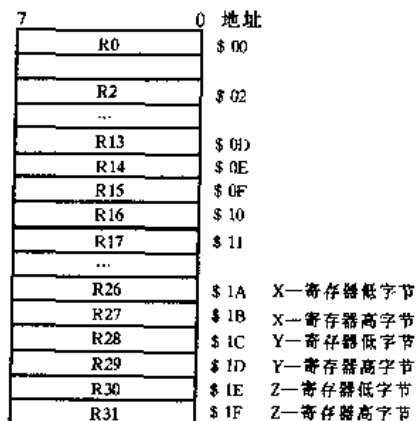 7 0 地址
R0 $ 00
R2 $ 02
...
R13 $ 0D
R14 $ 0E
R15 $ 0F
R16 $ 10
R17 $ 11
...
R26 $ 1A X—寄存器低字节
R27 $ 1B X—寄存器高字节
R28 $ 1C Y—寄存器低字节
R29 $ 1D Y—寄存器高字节
R30 $ 1E Z—寄存器低字节
R31 $ 1F Z—寄存器高字节